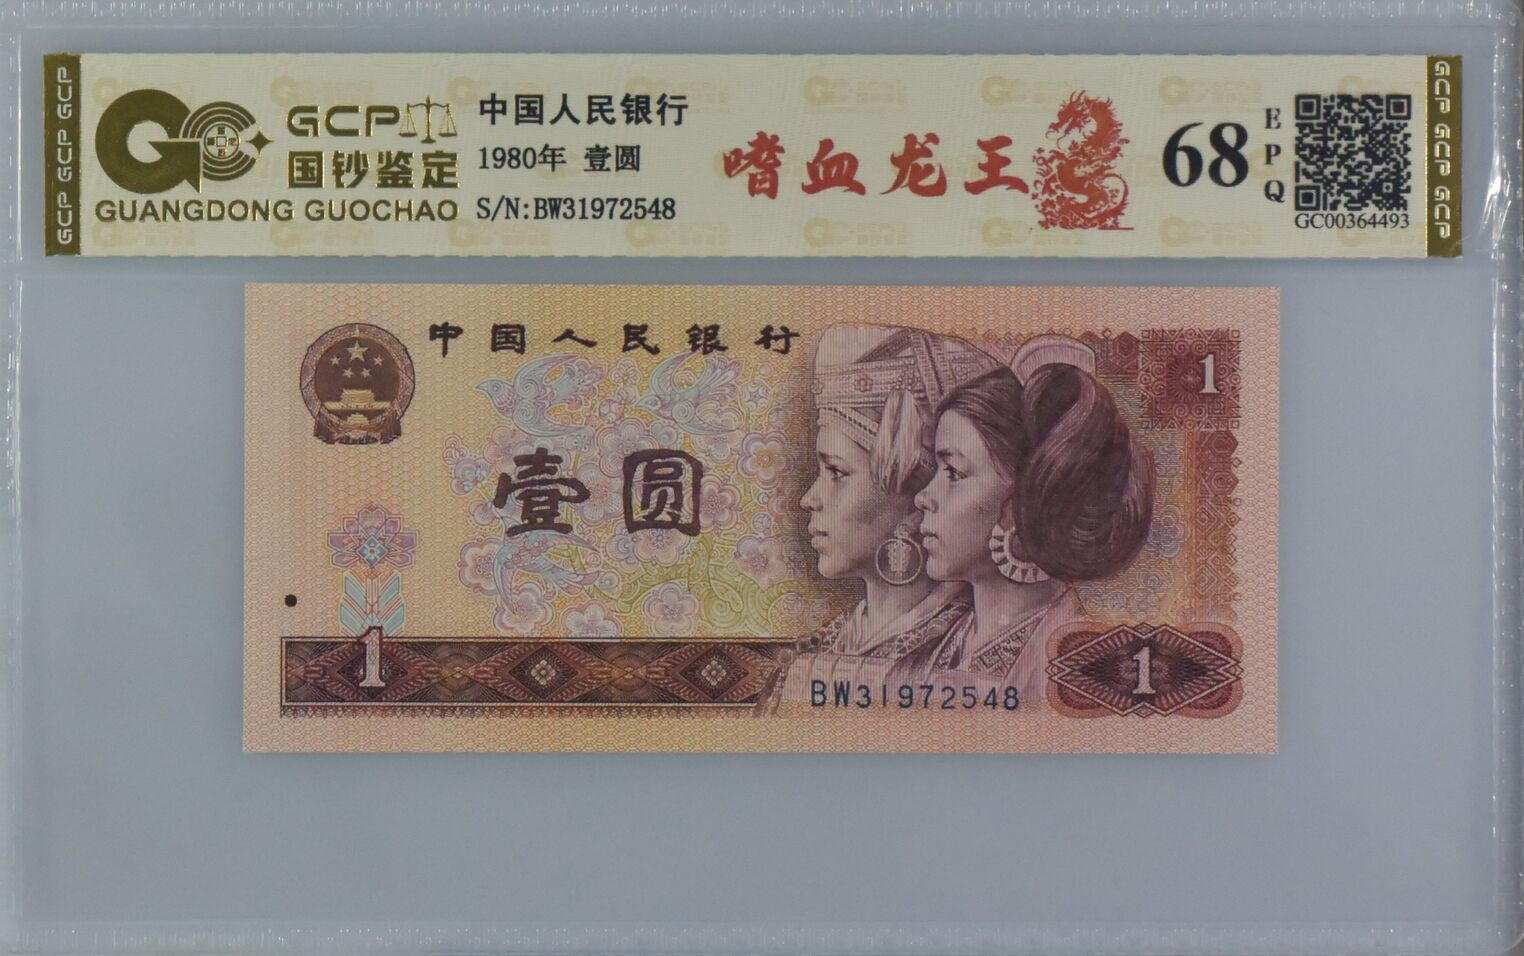 GCP GCP GCP
GC
GCP
国钞鉴定
GUANGDONG GUOCHAO
中国人民银行
1980年 壹圆
S/N:BW31972548
嗜血龙王
68
EPQ
GC00364493
GCP GCP GCP
中国人民银行
1
壹圆
1
BW31972548
1